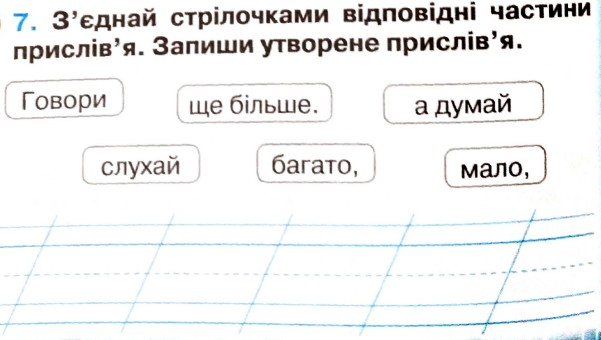 7. З’єднай стрілочками відповідні частини
прислів’я. Запиши утворене прислів’я.
Говори ще більше. а думай
слухай багато, мало,